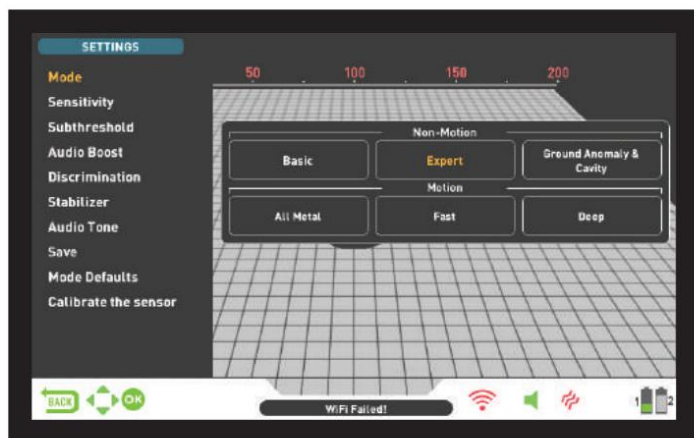 SETTINGS
Mode
Sensitivity
Subthreshold
Audio Boost
Discrimination
Stabilizer
Audio Tone
Save
Mode Defaults
Calibrate the sensor
50 100 150 200
Non-Motion
Basic Expert Ground Anomaly &
Cavity
Motion
All Metal Fast Deep
BACK OK
WiFi Failed!
1 2